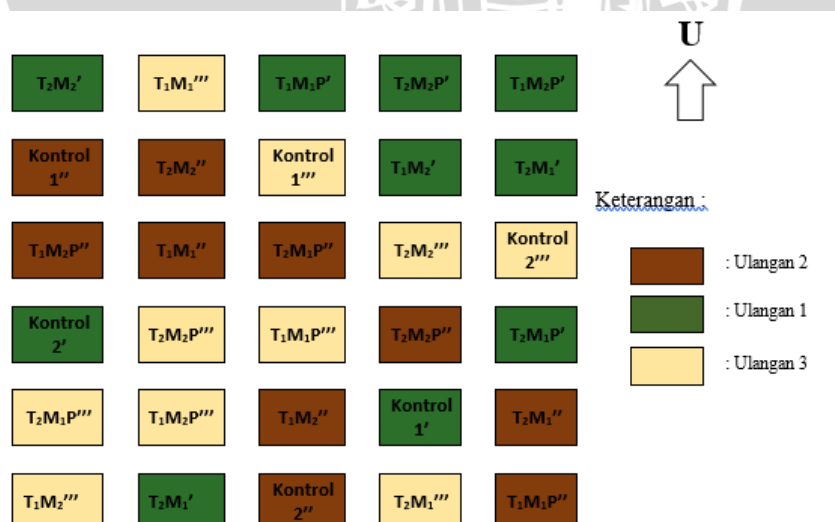 U
T₂M₂' T₁M₁''' T₁M₁P' T₂M₂P' T₁M₂P'
Kontrol 1'' T₂M₂'' Kontrol 1''' T₁M₂' T₂M₁'
Keterangan :
T₁M₂P'' T₁M₁'' T₂M₁P'' T₂M₂''' Kontrol 2'''
: Ulangan 2
: Ulangan 1
Kontrol 2' T₂M₂P''' T₁M₁P''' T₂M₂P'' T₂M₁P'
: Ulangan 3
T₂M₁P''' T₁M₂P''' T₁M₂'' Kontrol 1' T₂M₁''
T₁M₂''' T₂M₁' Kontrol 2'' T₂M₁''' T₁M₁P''